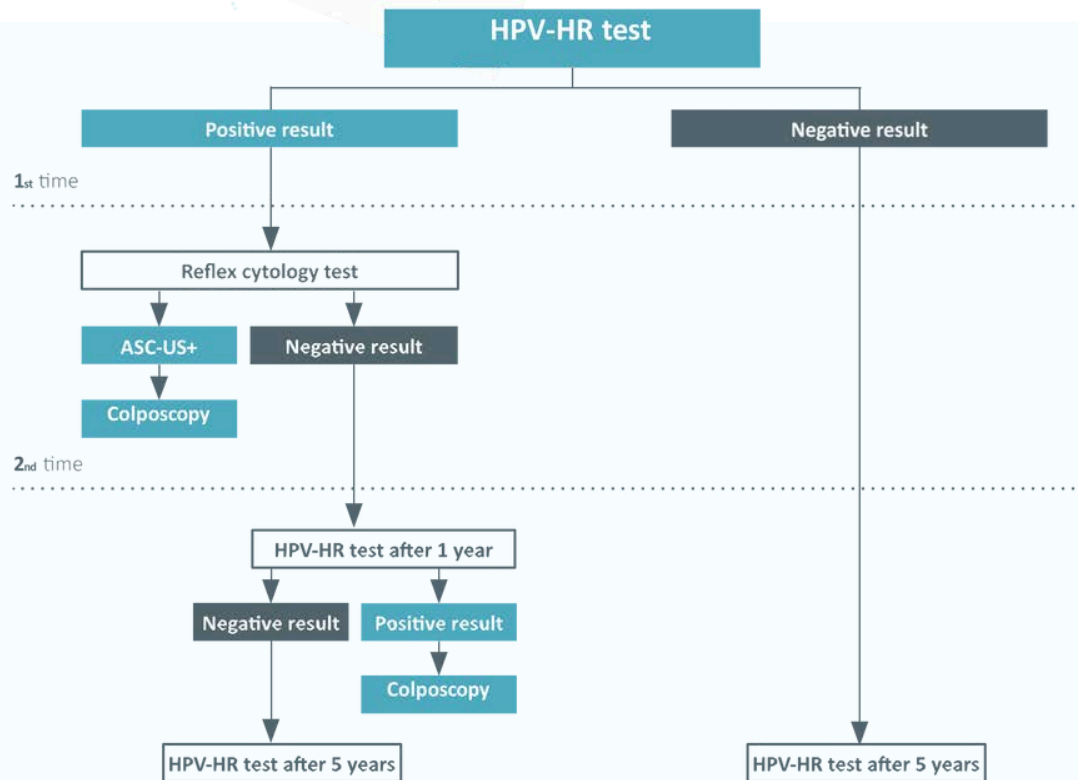 HPV-HR test
Positive result
Negative result
1st time
Reflex cytology test
ASC-US+
Negative result
Colposcopy
2nd time
HPV-HR test after 1 year
Negative result
Positive result
Colposcopy
HPV-HR test after 5 years
HPV-HR test after 5 years